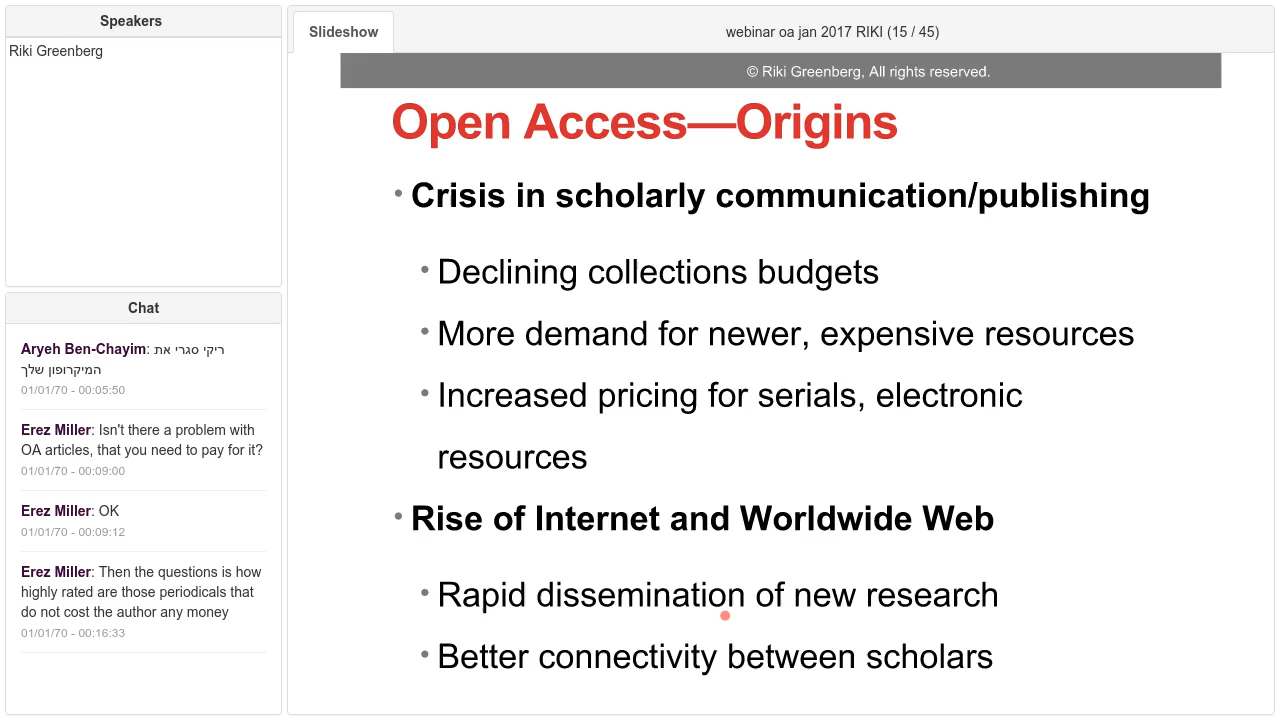 Speakers
Riki Greenberg
Chat
Aryeh Ben-Chayim: ריקי סגרי את
המיקרופון שלך
01/01/70 - 00:05:50
Erez Miller: Isn't there a problem with
OA articles, that you need to pay for it?
01/01/70 - 00:09:00
Erez Miller: OK
01/01/70 - 00:09:12
Erez Miller: Then the questions is how
highly rated are those periodicals that
do not cost the author any money
01/01/70 - 00:16:33
Slideshow
webinar oa jan 2017 RIKI (15 / 45)
© Riki Greenberg, All rights reserved.
Open Access—Origins
• Crisis in scholarly communication/publishing
• Declining collections budgets
• More demand for newer, expensive resources
• Increased pricing for serials, electronic
resources
• Rise of Internet and Worldwide Web
• Rapid dissemination of new research
• Better connectivity between scholars